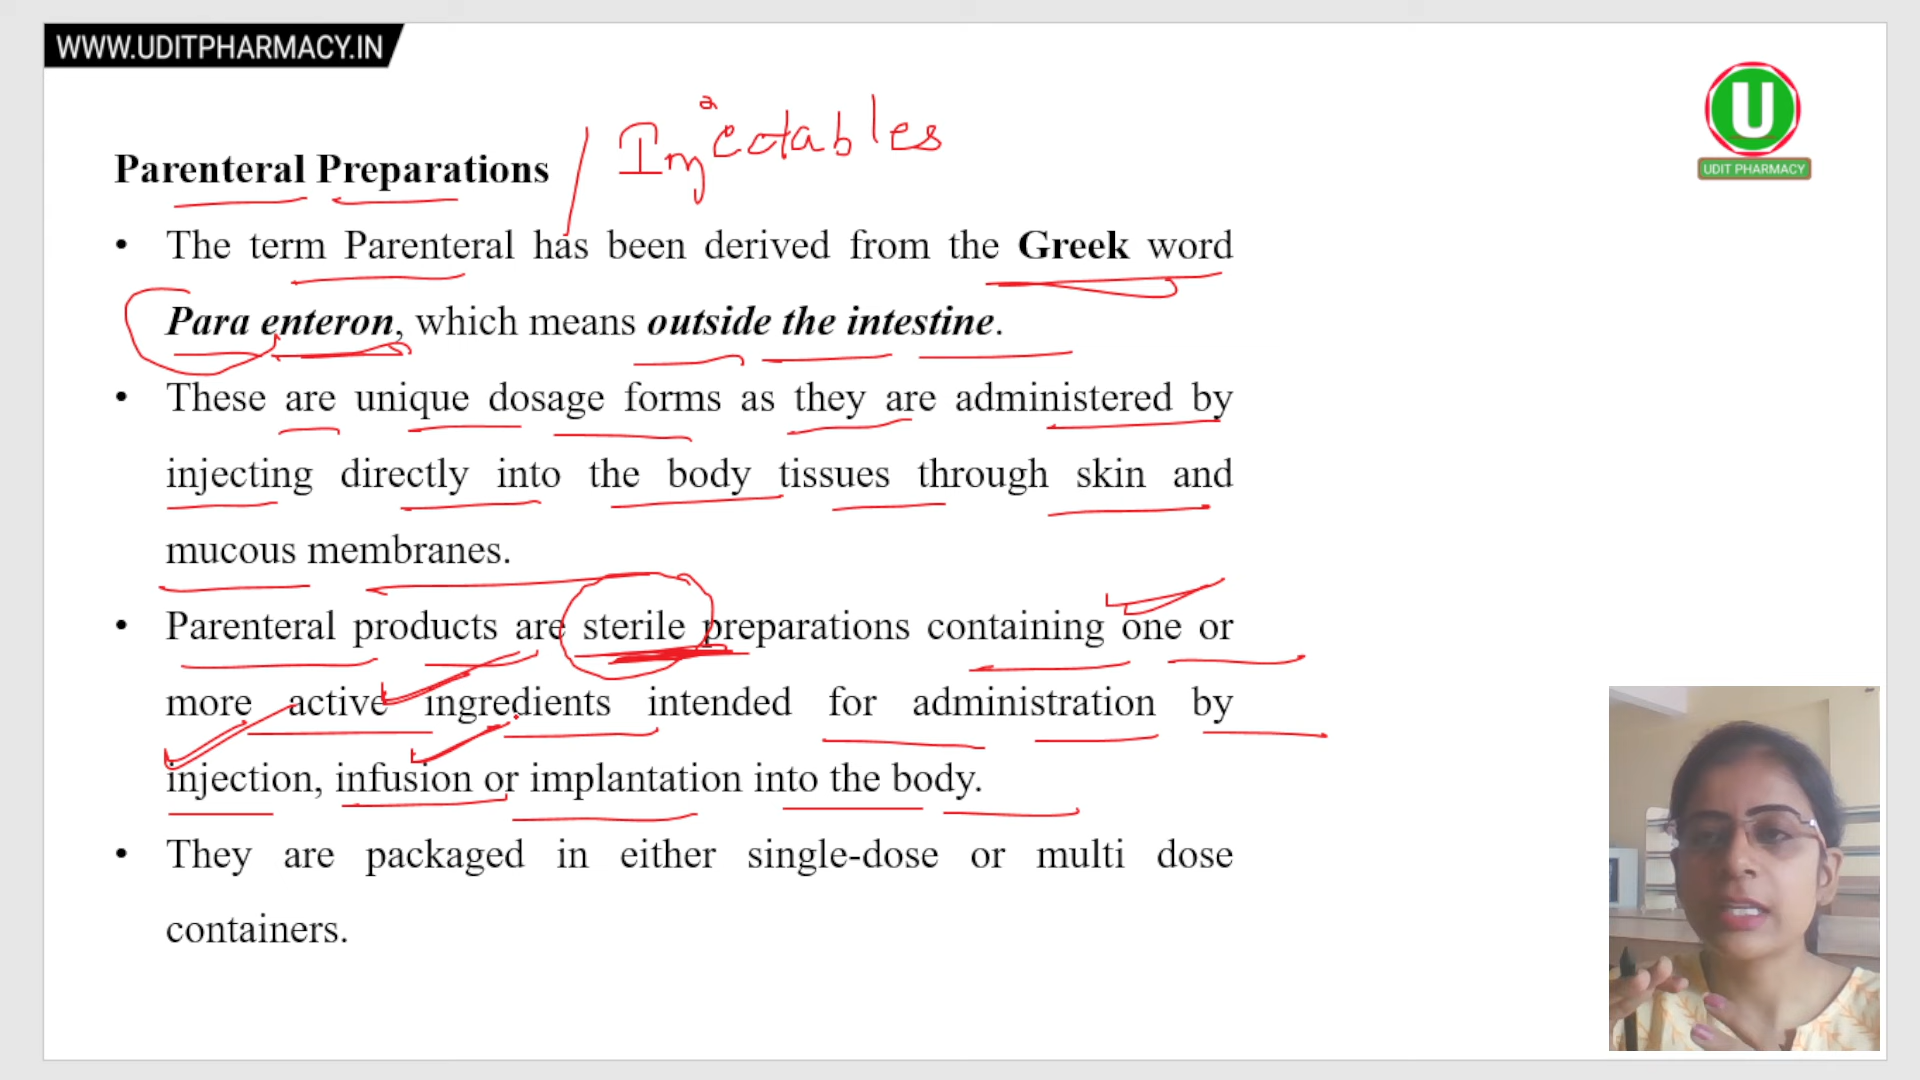 WWW.UDITPHARMACY.IN
U
UDIT PHARMACY
Parenteral Preparations / Injectables
• The term Parenteral has been derived from the Greek word
Para enteron, which means outside the intestine.
• These are unique dosage forms as they are administered by
injecting directly into the body tissues through skin and
mucous membranes.
• Parenteral products are sterile preparations containing one or
more active ingredients intended for administration by
injection, infusion or implantation into the body.
• They are packaged in either single-dose or multi dose
containers.